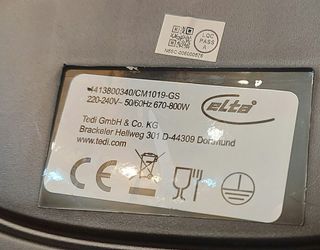 LQC
PASS
A
4413800340/CM1019-GS
220-240V~ 50/60Hz 670-800W
elta
Tedi GmbH & Co. KG
Brackeler Hellweg 301 D-44309 Dortmund
www.tedi.com
CE